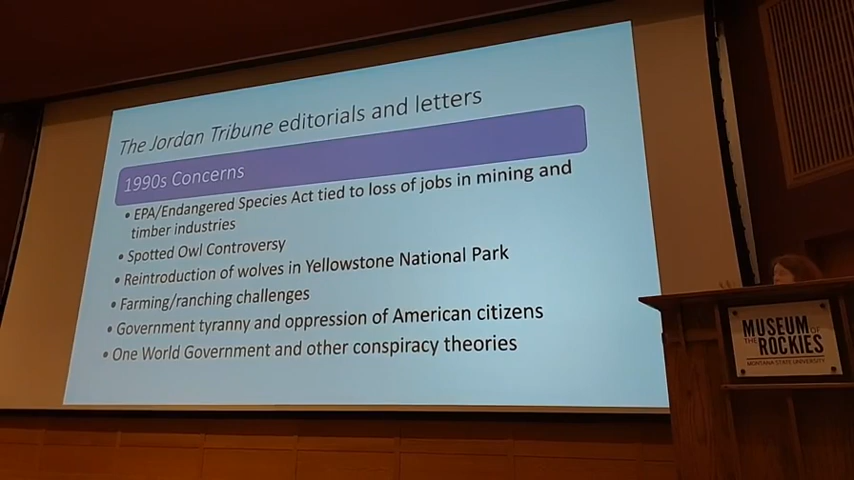 The Jordan Tribune editorials and letters
1990s Concerns
• EPA/Endangered Species Act tied to loss of jobs in mining and
timber industries
• Spotted Owl Controversy
• Reintroduction of wolves in Yellowstone National Park
• Farming/ranching challenges
• Government tyranny and oppression of American citizens
• One World Government and other conspiracy theories
MUSEUM OF
THE ROCKIES
MONTANA STATE UNIVERSITY